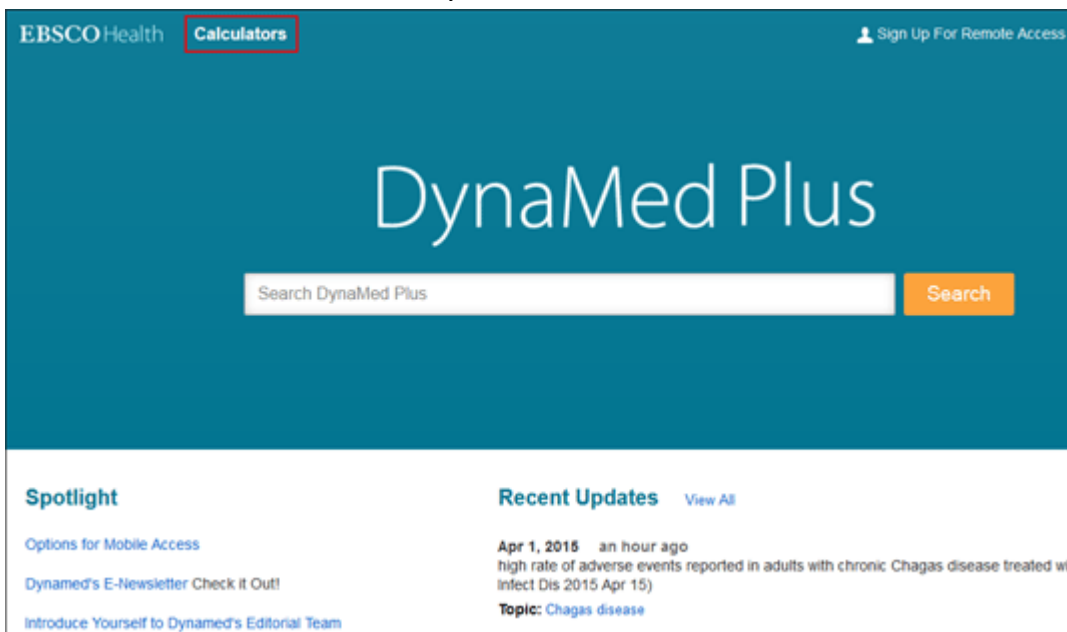 EBSCO Health Calculators Sign Up For Remote Access
DynaMed Plus
Search DynaMed Plus Search
Spotlight
Options for Mobile Access
Dynamed's E-Newsletter Check it Out!
Introduce Yourself to Dynamed's Editorial Team
Recent Updates View All
Apr 1, 2015 an hour ago
high rate of adverse events reported in adults with chronic Chagas disease treated wi
Infect Dis 2015 Apr 15)
Topic: Chagas disease